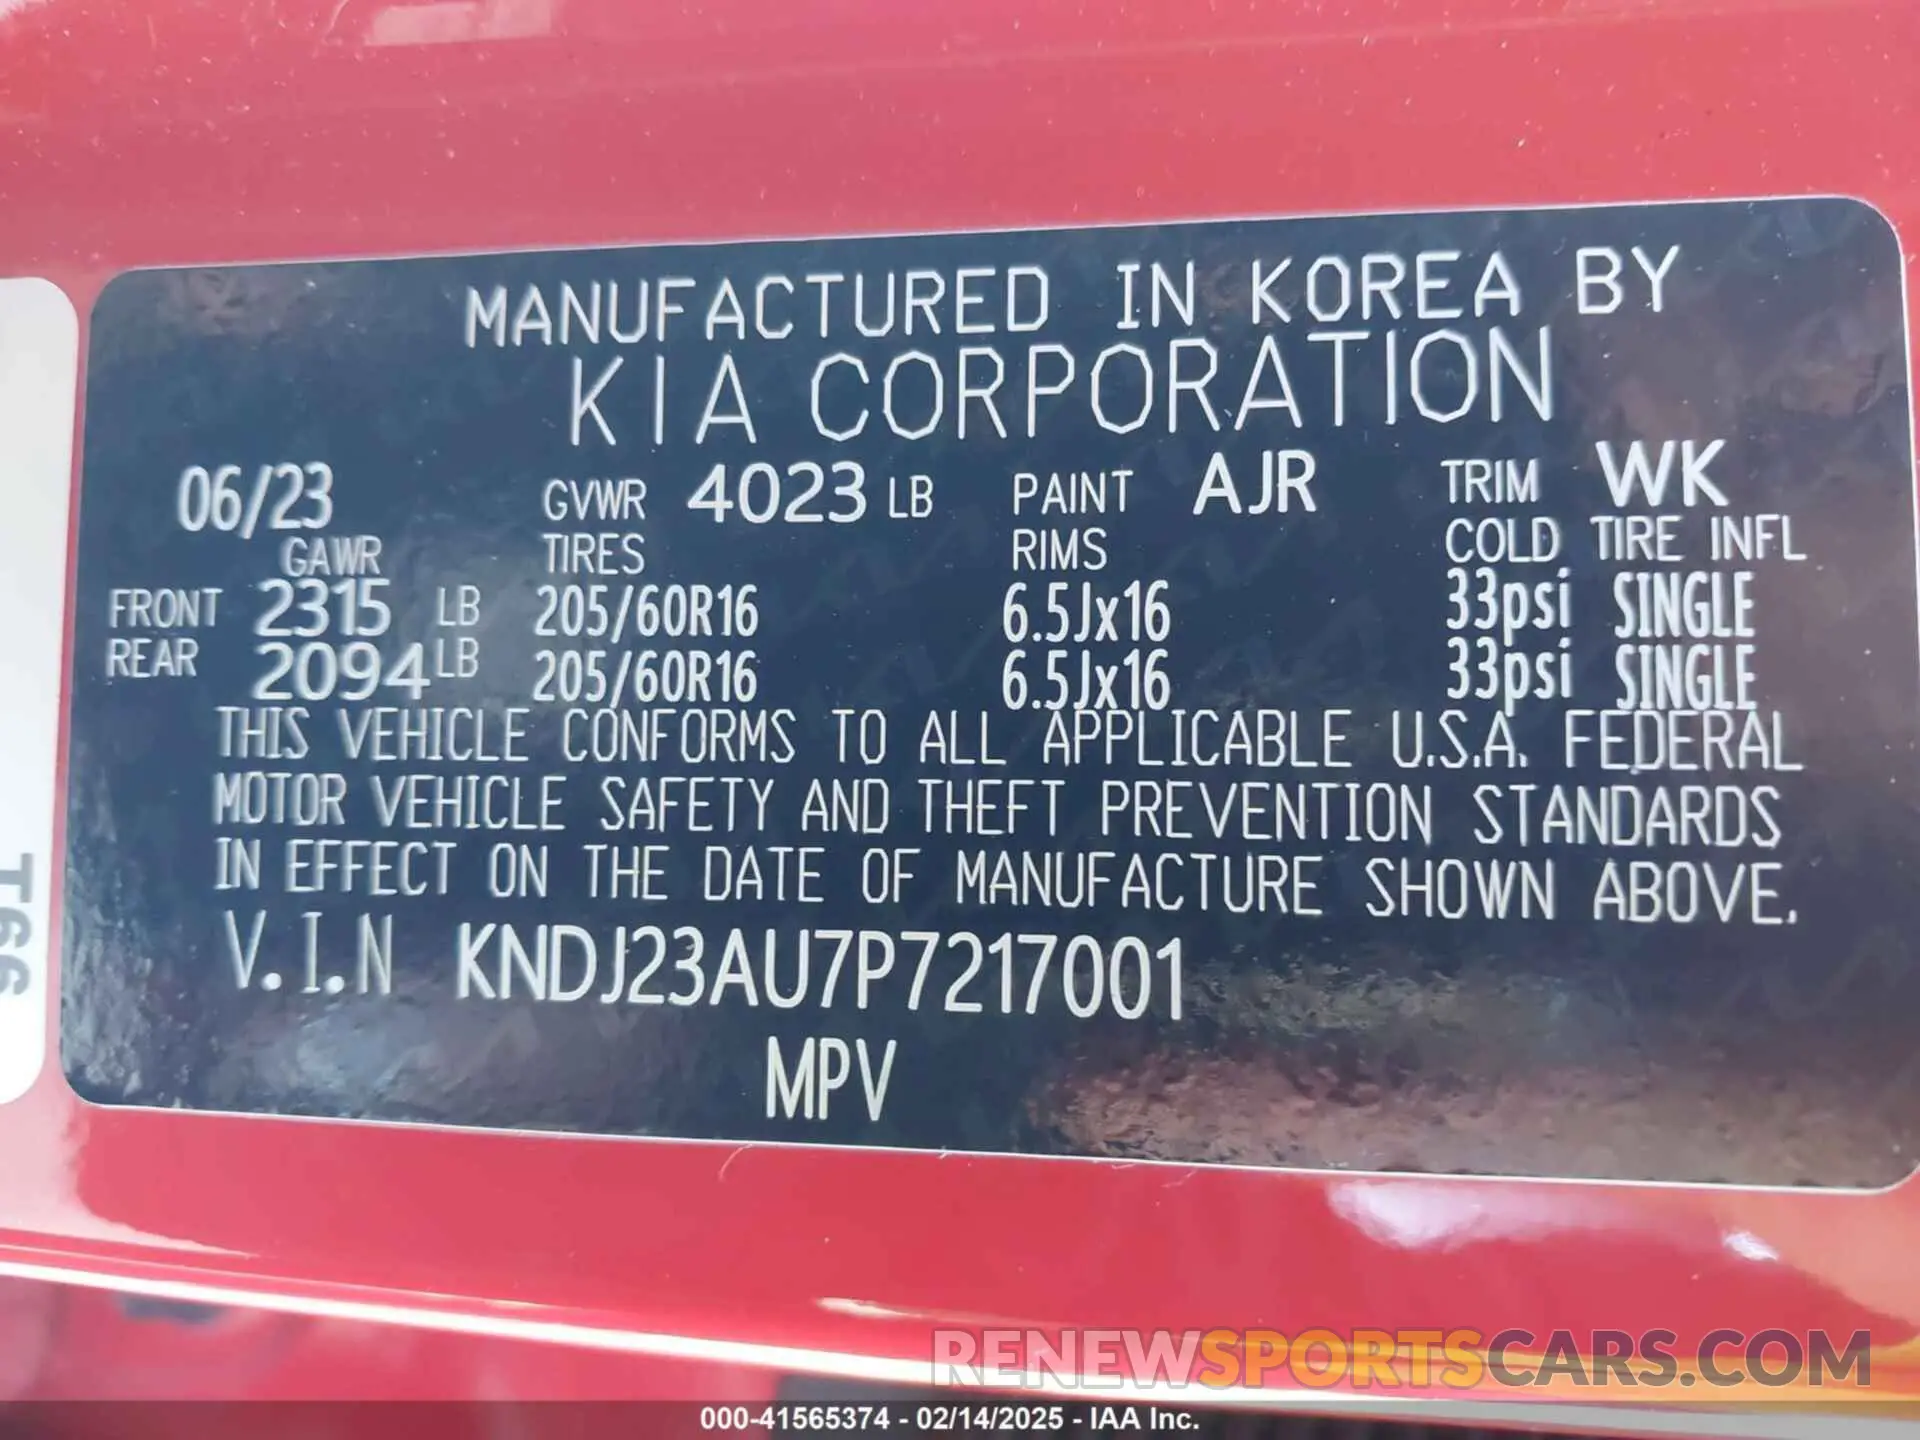 MANUFACTURED IN KOREA BY
KIA CORPORATION
06/23 GVWR 4023 LB PAINT AJR TRIM WK
GAWR TIRES RIMS COLD TIRE INFL
FRONT 2315 LB 205/60R16 6.5Jx16 33psi SINGLE
REAR 2094 LB 205/60R16 6.5Jx16 33psi SINGLE
THIS VEHICLE CONFORMS TO ALL APPLICABLE U.S.A. FEDERAL
MOTOR VEHICLE SAFETY AND THEFT PREVENTION STANDARDS
IN EFFECT ON THE DATE OF MANUFACTURE SHOWN ABOVE.
V.I.N KNDJ23AU7P7217001
MPV
T66
RENEWSPORTSCARS.COM
000-41565374 - 02/14/2025 - IAA Inc.